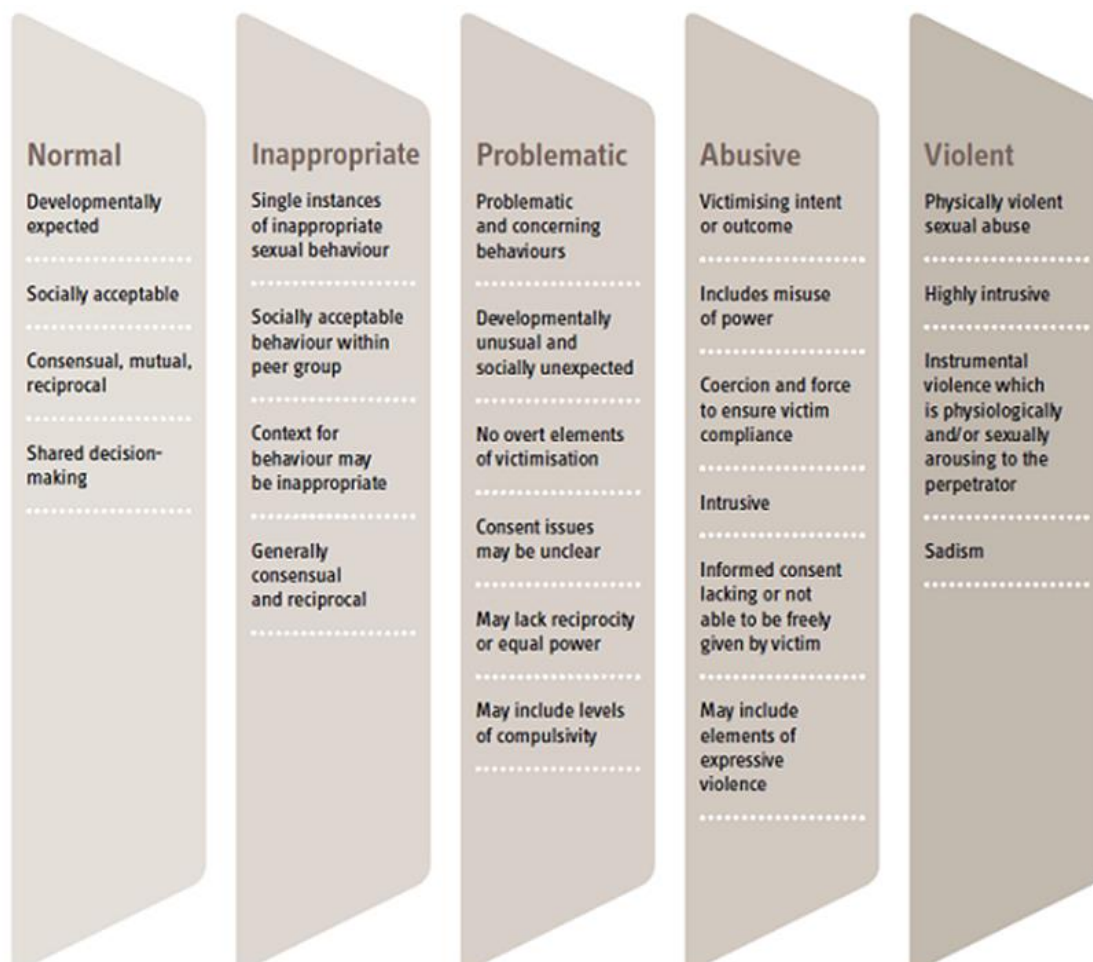 Normal
Developmentally
expected
Socially acceptable
Consensual, mutual,
reciprocal
Shared decision-
making
Inappropriate
Single instances
of inappropriate
sexual behaviour
Socially acceptable
behaviour within
peer group
Context for
behaviour may
be inappropriate
Generally
consensual
and reciprocal
Problematic
Problematic
and concerning
behaviours
Developmentally
unusual and
socially unexpected
No overt elements
of victimisation
Consent issues
may be unclear
May lack reciprocity
or equal power
May include levels
of compulsivity
Abusive
Victimising intent
or outcome
Includes misuse
of power
Coercion and force
to ensure victim
compliance
Intrusive
Informed consent
lacking or not
able to be freely
given by victim
May include
elements of
expressive
violence
Violent
Physically violent
sexual abuse
Highly intrusive
Instrumental
violence which
is physiologically
and/or sexually
arousing to the
perpetrator
Sadism